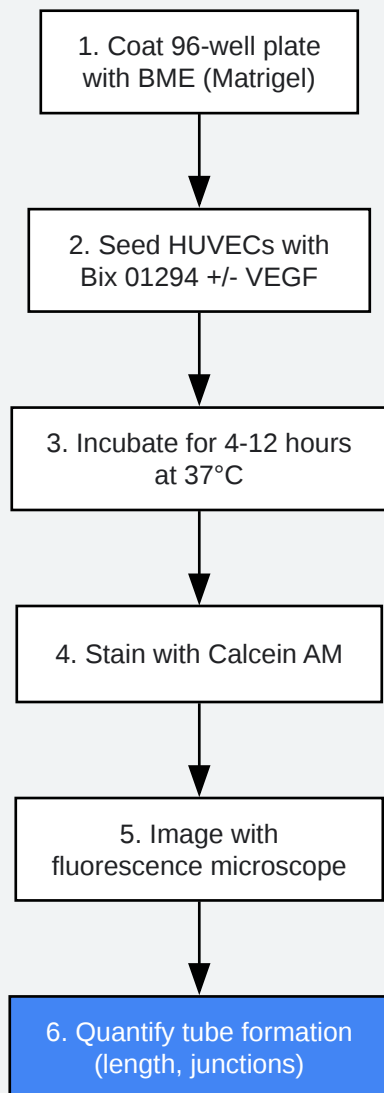 1. Coat 96-well plate
with BME (Matrigel)
2. Seed HUVECs with
Bix 01294 +/- VEGF
3. Incubate for 4-12 hours
at 37°C
4. Stain with Calcein AM
5. Image with
fluorescence microscope
6. Quantify tube formation
(length, junctions)